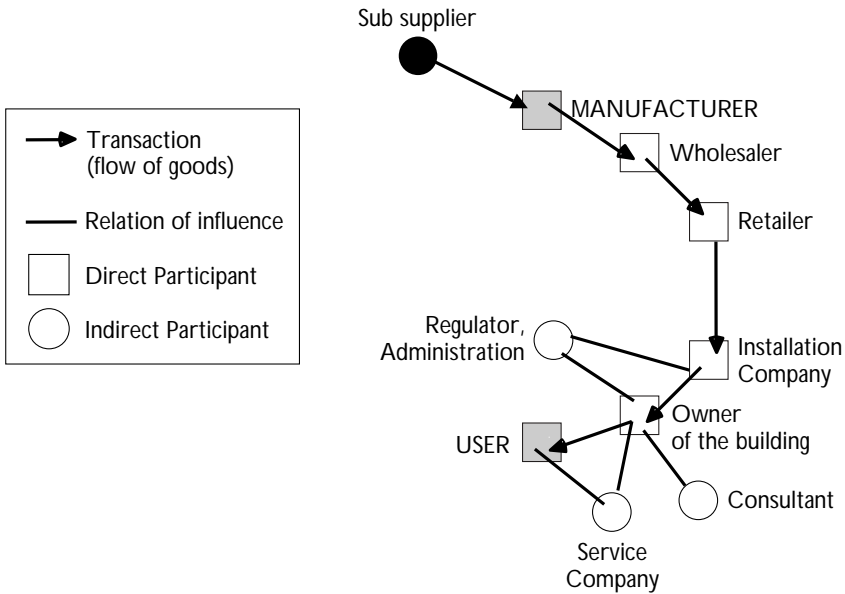 Sub supplier
MANUFACTURER
Wholesaler
Retailer
Transaction
(flow of goods)
Relation of influence
Direct Participant
Indirect Participant
Regulator,
Administration
Installation
Company
Owner
of the building
USER
Consultant
Service
Company